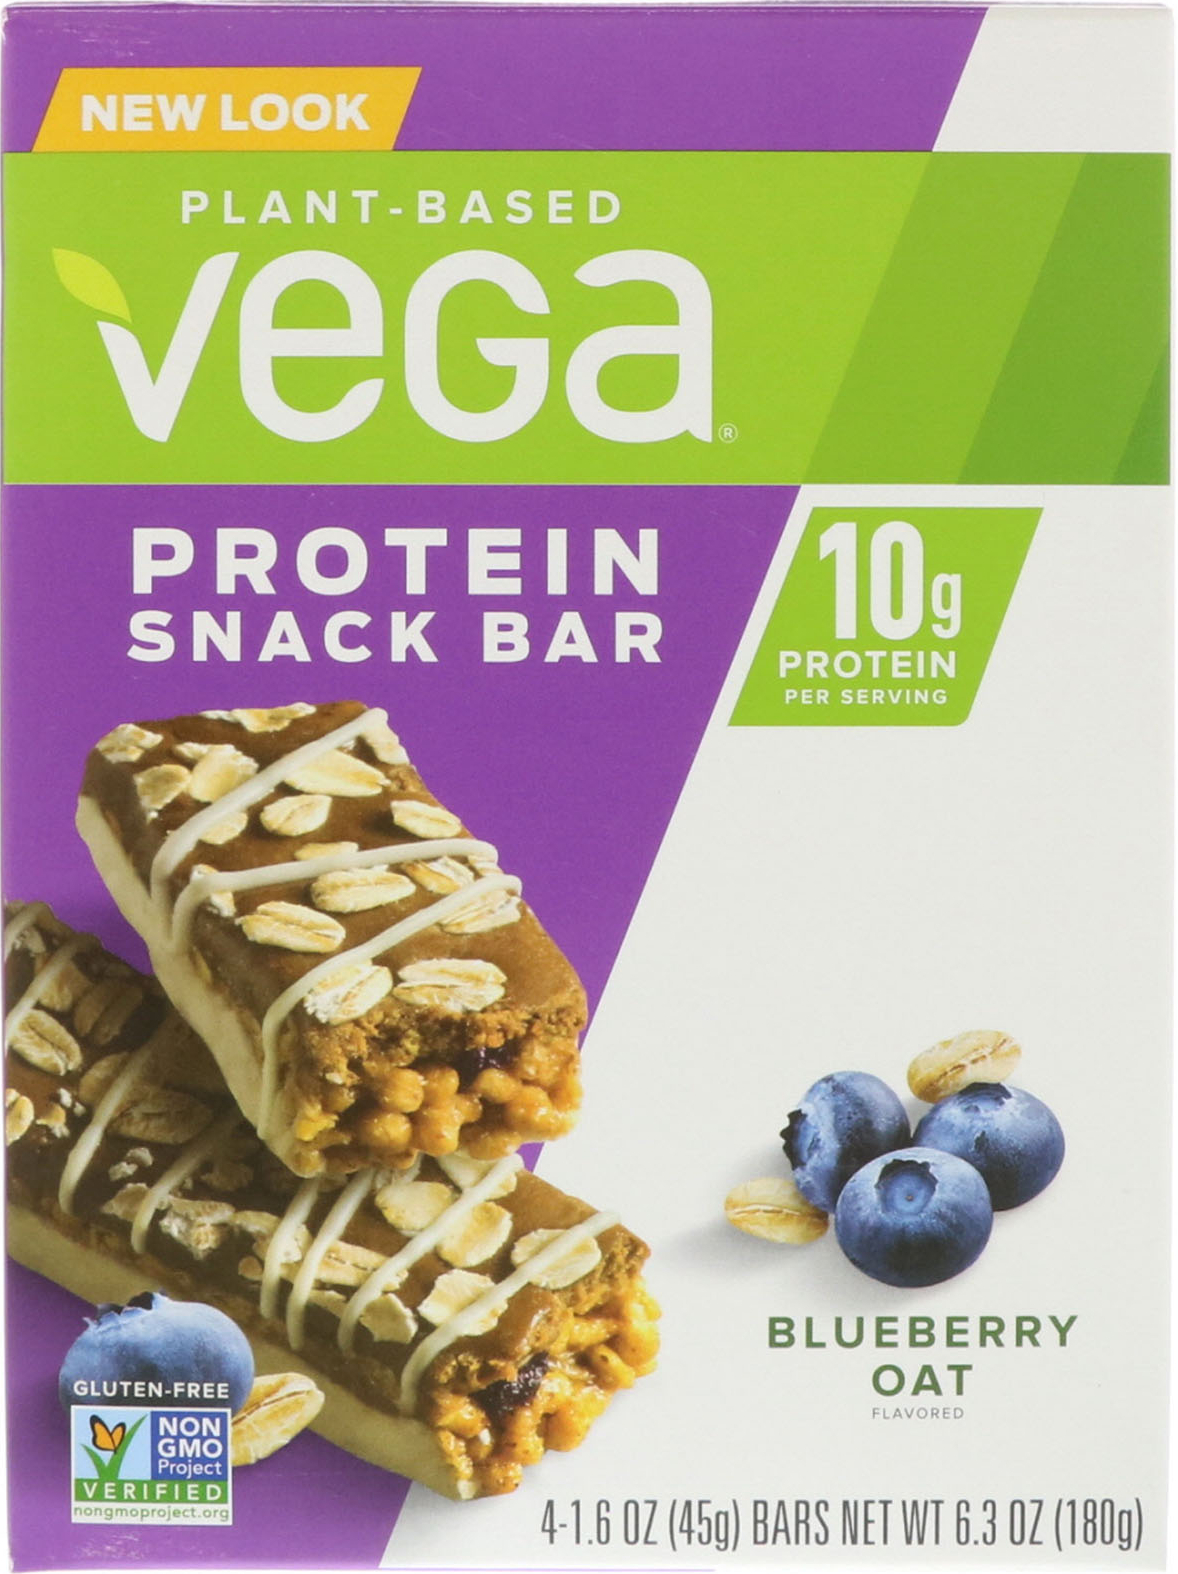 NEW LOOK
PLANT-BASED
vega®
PROTEIN
SNACK BAR
10g
PROTEIN
PER SERVING
BLUEBERRY
OAT
FLAVORED
GLUTEN-FREE
NON
GMO
Project
VERIFIED
nongmoproject.org
4-1.6 OZ (45g) BARS NET WT 6.3 OZ (180g)